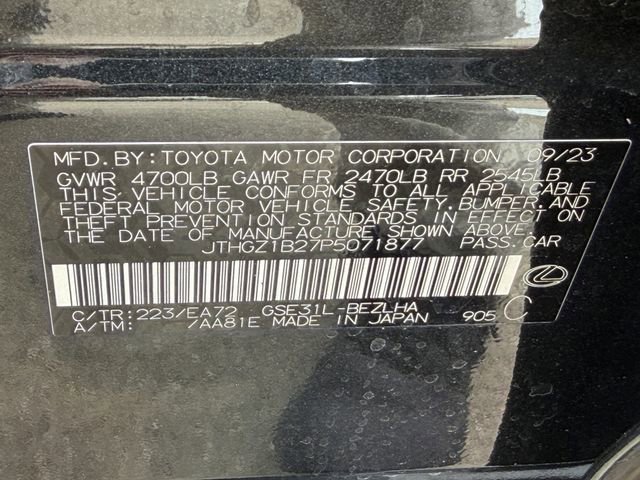 MFD. BY: TOYOTA MOTOR CORPORATION 09/23
GVWR 4700LB GAWR FR 2470LB RR 2545LB
THIS VEHICLE CONFORMS TO ALL APPLICABLE
FEDERAL MOTOR VEHICLE SAFETY, BUMPER, AND
THEFT PREVENTION STANDARDS IN EFFECT ON
THE DATE OF MANUFACTURE SHOWN ABOVE.
JTHGZ1B27P5071877 PASS. CAR
C/TR: 223/EA72 GSE31L-BEZLHA C
A/TM: /AA81E MADE IN JAPAN 905